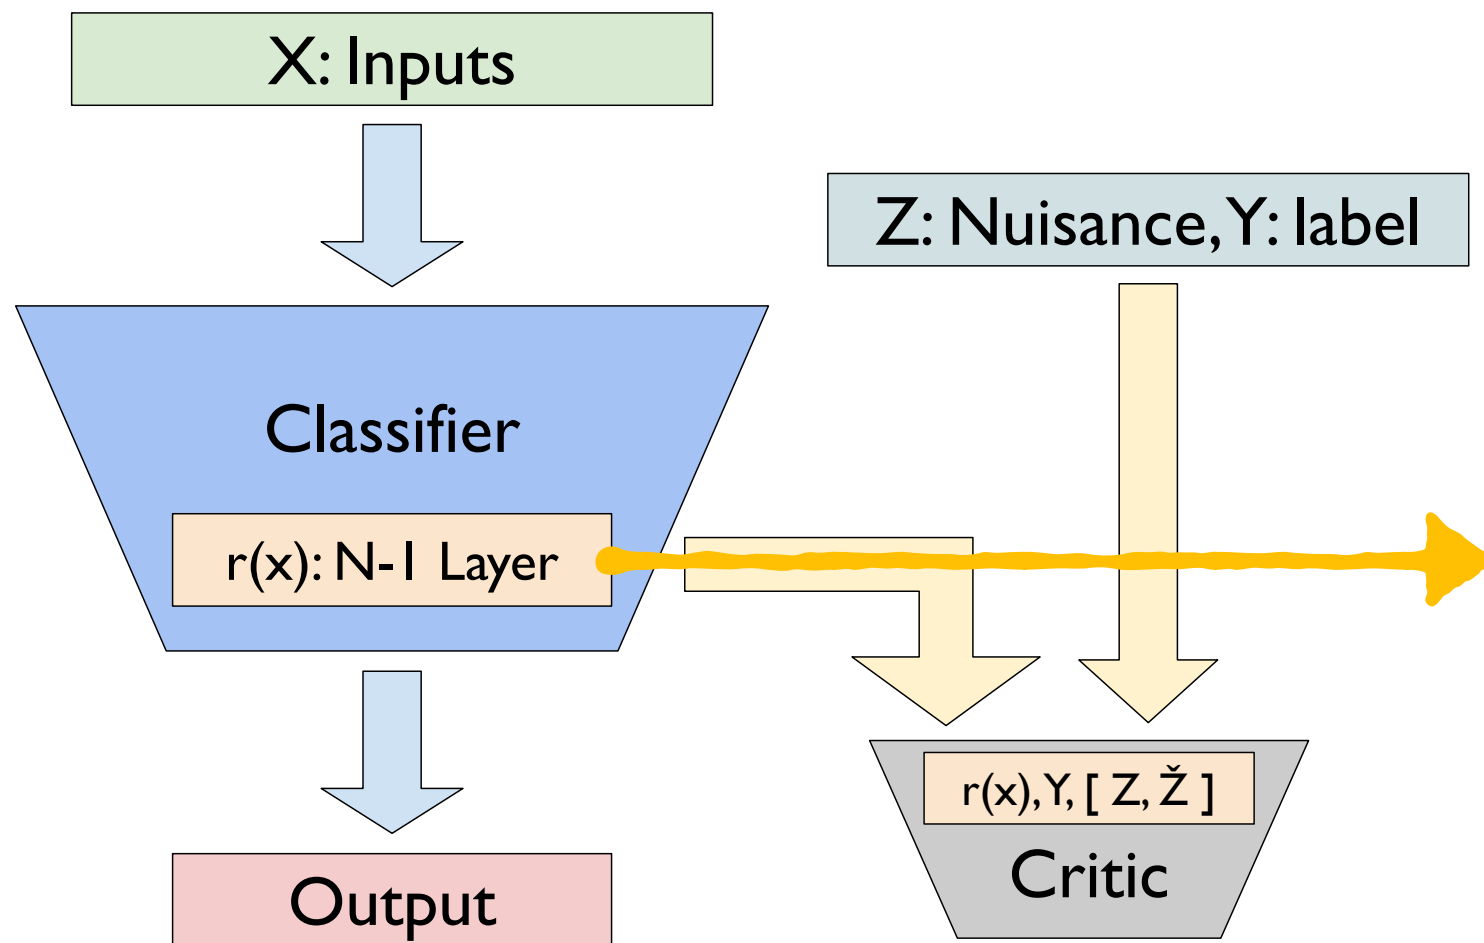 X: Inputs
Z: Nuisance, Y: label
Classifier
r(x): N-1 Layer
r(x), Y, [ Z, Ž ]
Critic
Output